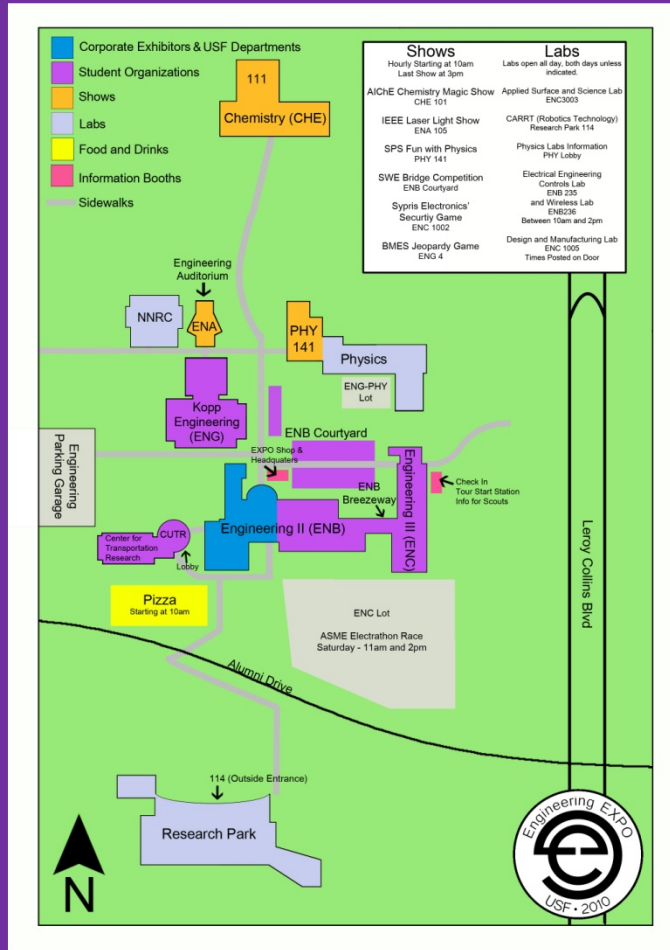 Corporate Exhibitors & USF Departments
Student Organizations
Shows
Labs
Food and Drinks
Information Booths
Sidewalks
111
Chemistry (CHE)
Shows
Hourly Starting at 10am
Last Show at 3pm
AIChE Chemistry Magic Show
CHE 101
IEEE Laser Light Show
ENA 105
SPS Fun with Physics
PHY 141
SWE Bridge Competition
ENB Courtyard
Sypris Electronics'
Securtiy Game
ENC 1002
BMES Jeopardy Game
ENG 4
Labs
Labs open all day, both days unless
indicated.
Applied Surface and Science Lab
ENC3003
CARRT (Robotics Technology)
Research Park 114
Physics Labs Information
PHY Lobby
Electrical Engineering
Controls Lab
ENB 235
and Wireless Lab
ENB236
Between 10am and 2pm
Design and Manufacturing Lab
ENC 1005
Times Posted on Door
Engineering
Auditorium
NNRC
ENA
PHY
141
Physics
ENG-PHY
Lot
Kopp
Engineering
(ENG)
Engineering
Parking Garage
ENB Courtyard
EXPO Shop &
Headquaters
ENB
Breezeway
Engineering III (ENC)
Check In
Tour Start Station
Info for Scouts
Engineering II (ENB)
CUTR
Center for
Transportation
Research
Lobby
Pizza
Starting at 10am
ENC Lot
ASME Electrathon Race
Saturday - 11am and 2pm
Leroy Collins Blvd
Alumni Drive
114 (Outside Entrance)
Research Park
N
Engineering EXPO
USF • 2010